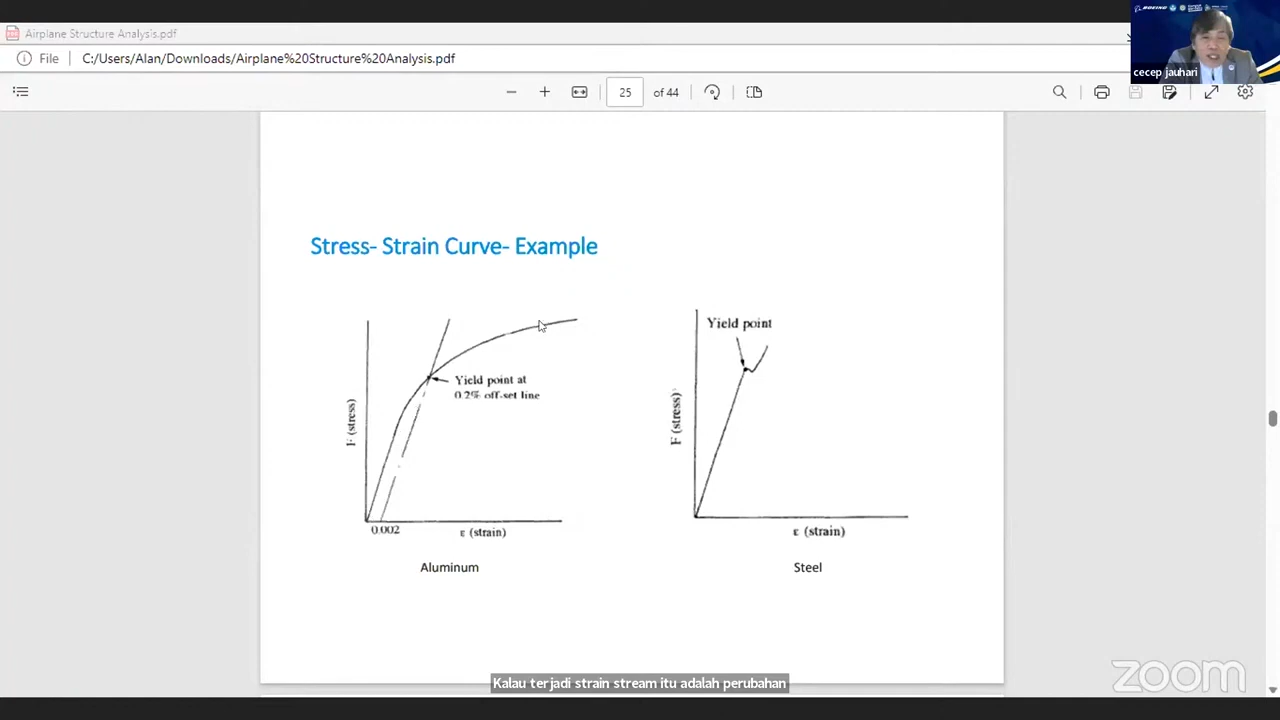 Airplane Structure Analysis.pdf
File
C:/Users/Alan/Downloads/Airplane%20Structure%20Analysis.pdf
25 of 44
BOEING
cecep jauhari
Stress- Strain Curve- Example
Yield point at
0.2% off-set line
F (stress)
0.002
ε (strain)
Aluminum
Yield point
F (stress)
ε (strain)
Steel
Kalau terjadi strain stream itu adalah perubahan
zoom